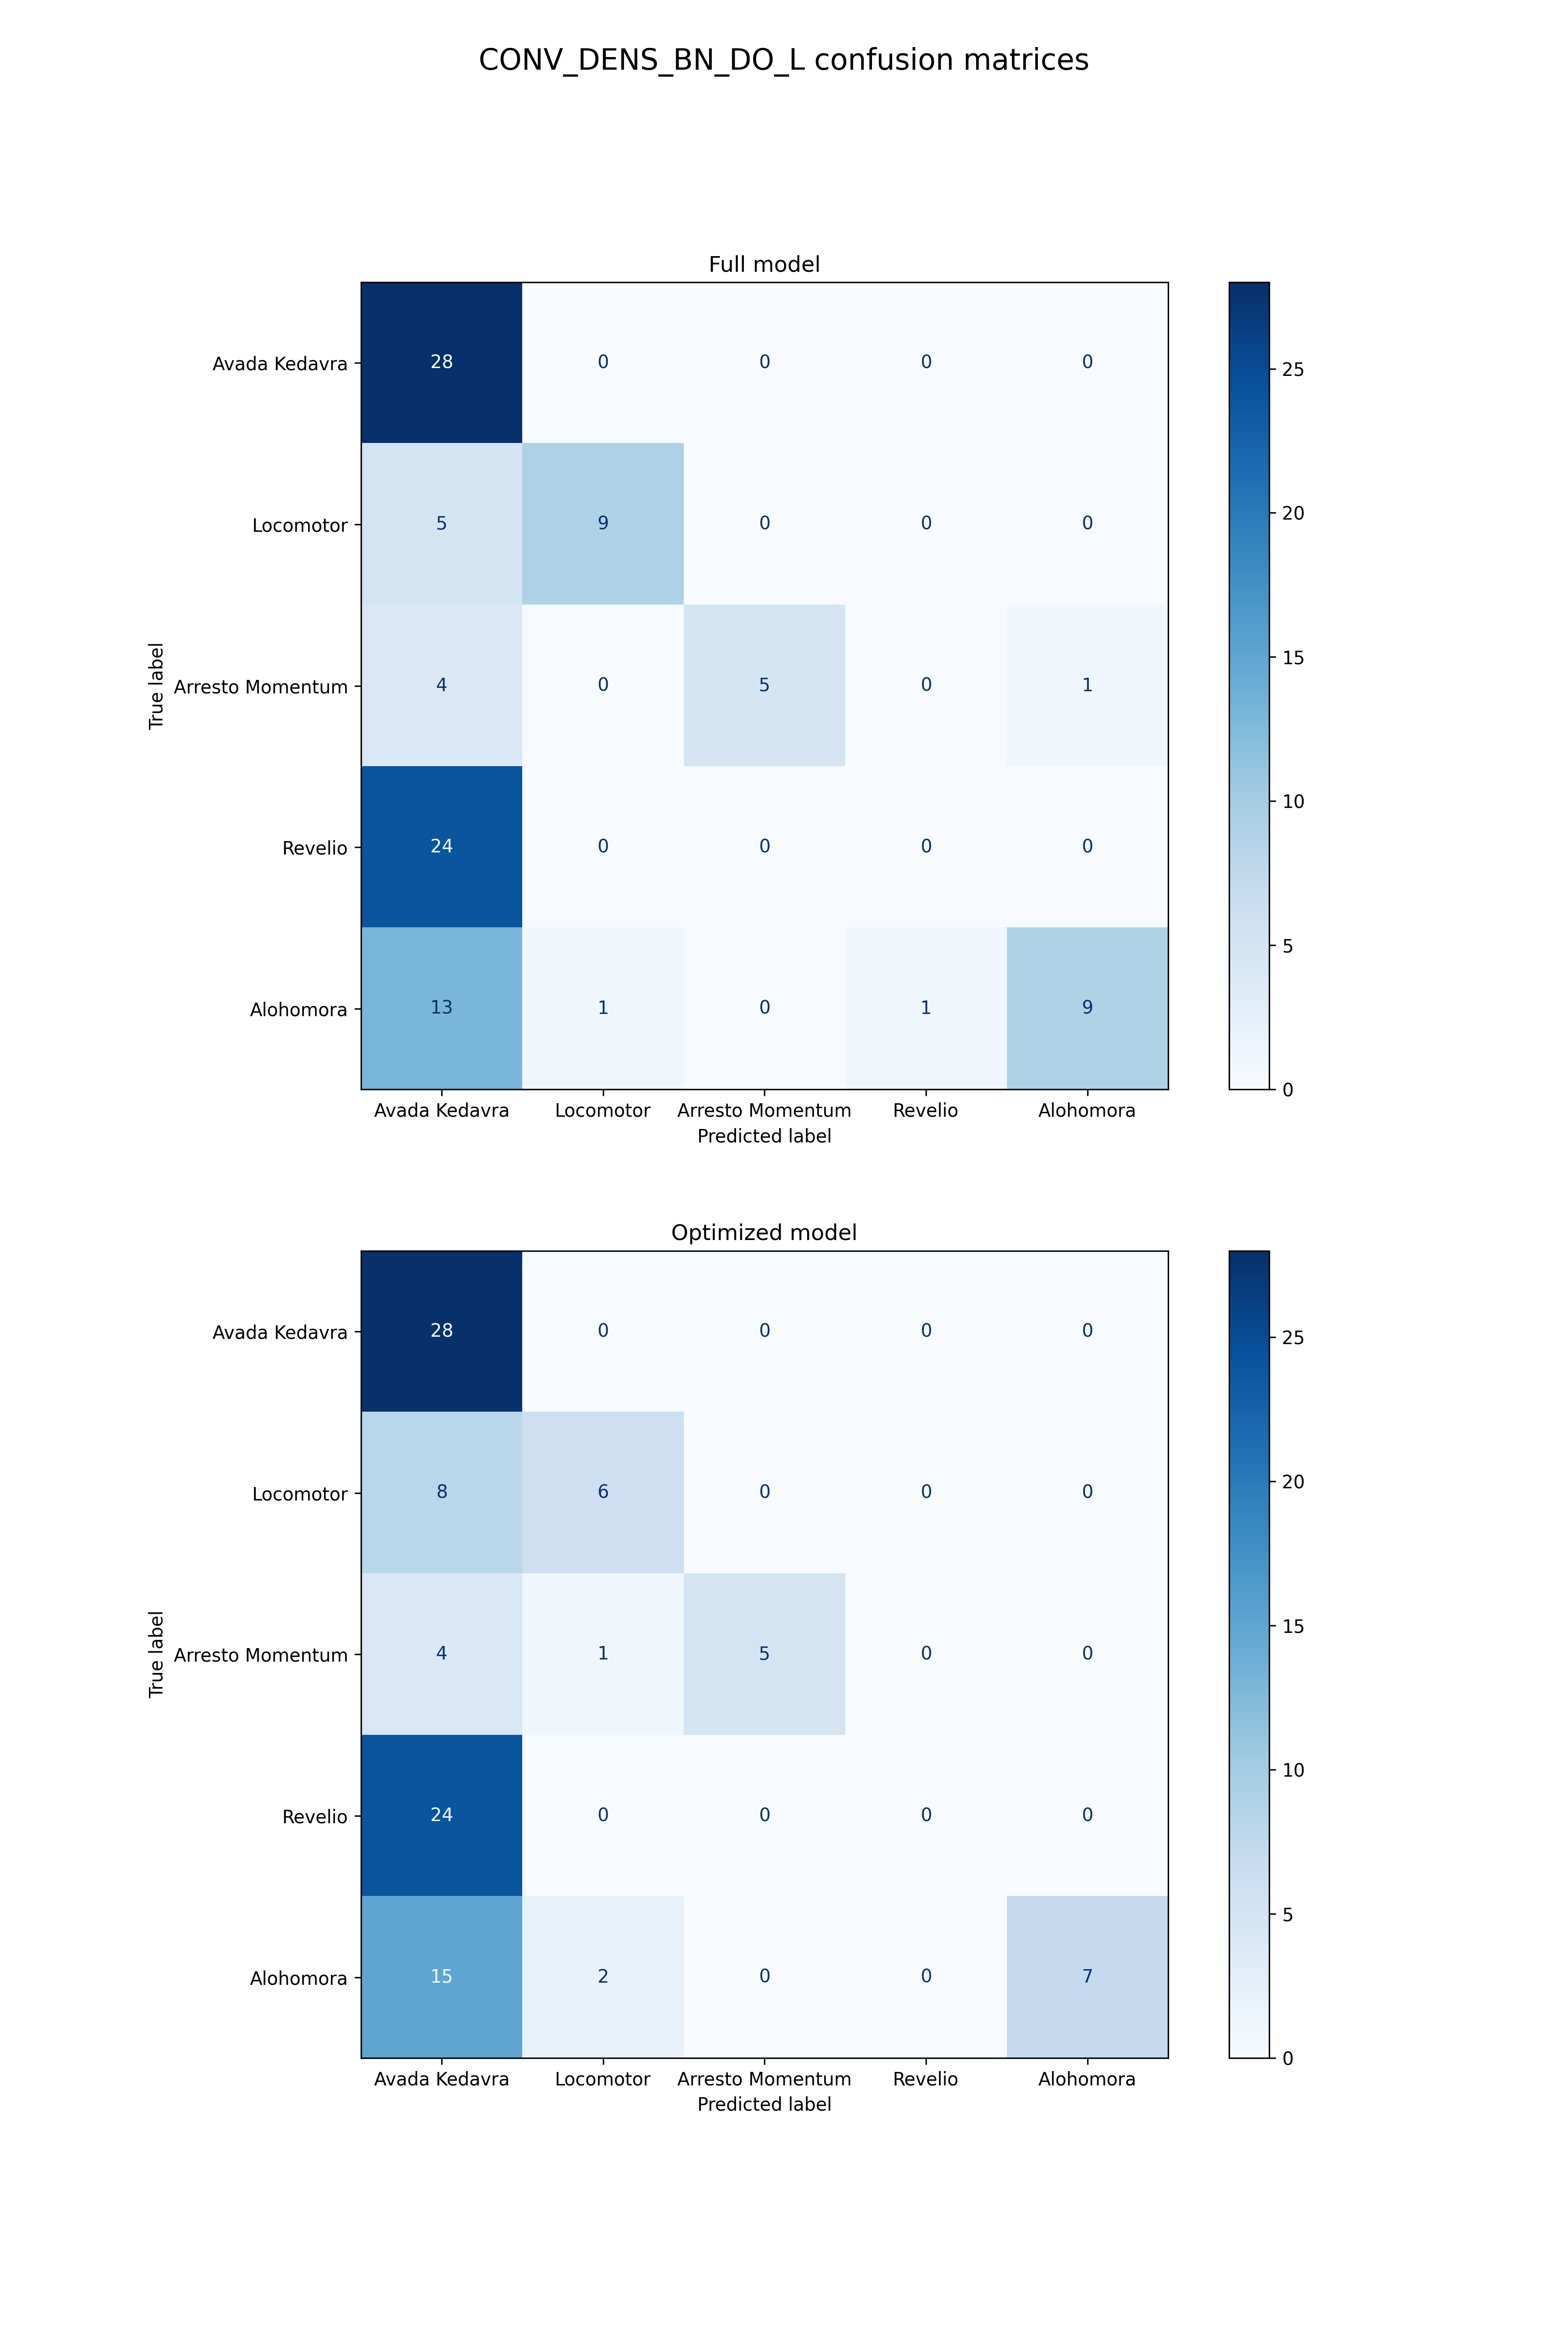 CONV_DENS_BN_DO_L confusion matrices
Full model
Avada Kedavra 28 0 0 0 0 25
20
Locomotor 5 9 0 0 0
15
True label
Arresto Momentum 4 0 5 0 1
10
Revelio 24 0 0 0 0
5
Alohomora 13 1 0 1 9
0
Avada Kedavra Locomotor Arresto Momentum Revelio Alohomora
Predicted label
Optimized model
Avada Kedavra 28 0 0 0 0 25
20
Locomotor 8 6 0 0 0
15
True label
Arresto Momentum 4 1 5 0 0
10
Revelio 24 0 0 0 0
5
Alohomora 15 2 0 0 7
0
Avada Kedavra Locomotor Arresto Momentum Revelio Alohomora
Predicted label